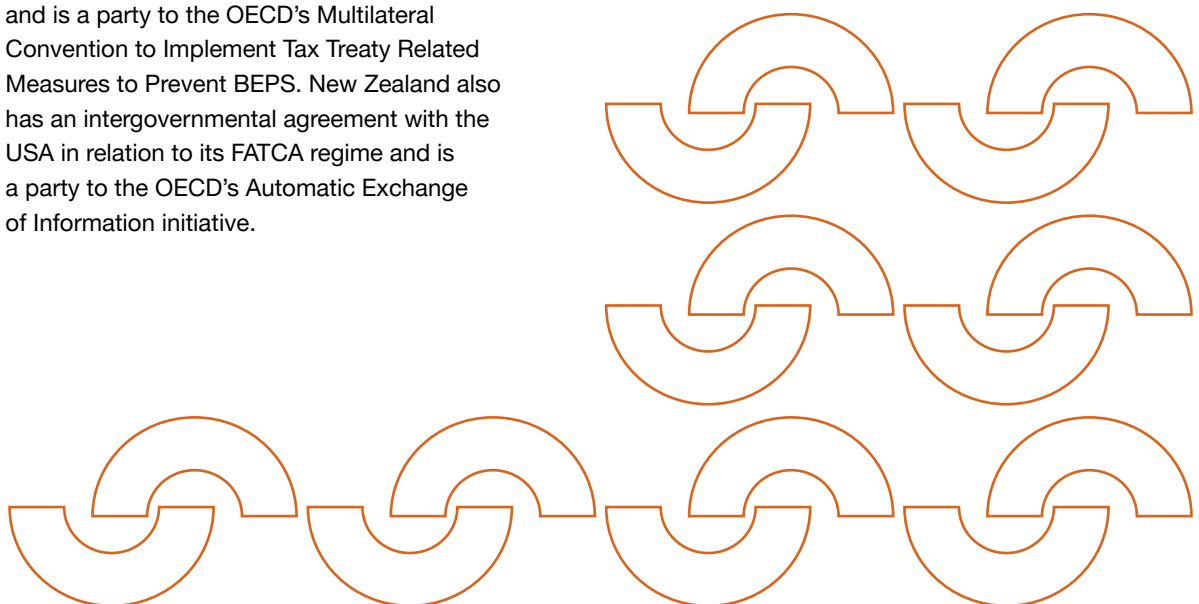 and is a party to the OECD’s Multilateral
Convention to Implement Tax Treaty Related
Measures to Prevent BEPS. New Zealand also
has an intergovernmental agreement with the
USA in relation to its FATCA regime and is
a party to the OECD’s Automatic Exchange
of Information initiative.